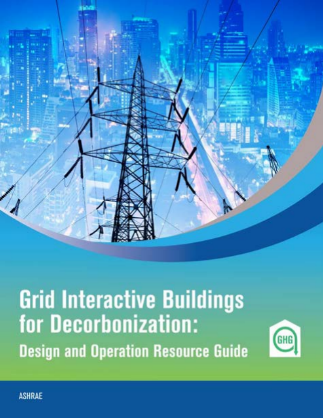 Grid Interactive Buildings
for Decorbonization:
Design and Operation Resource Guide
GHG
ASHRAE